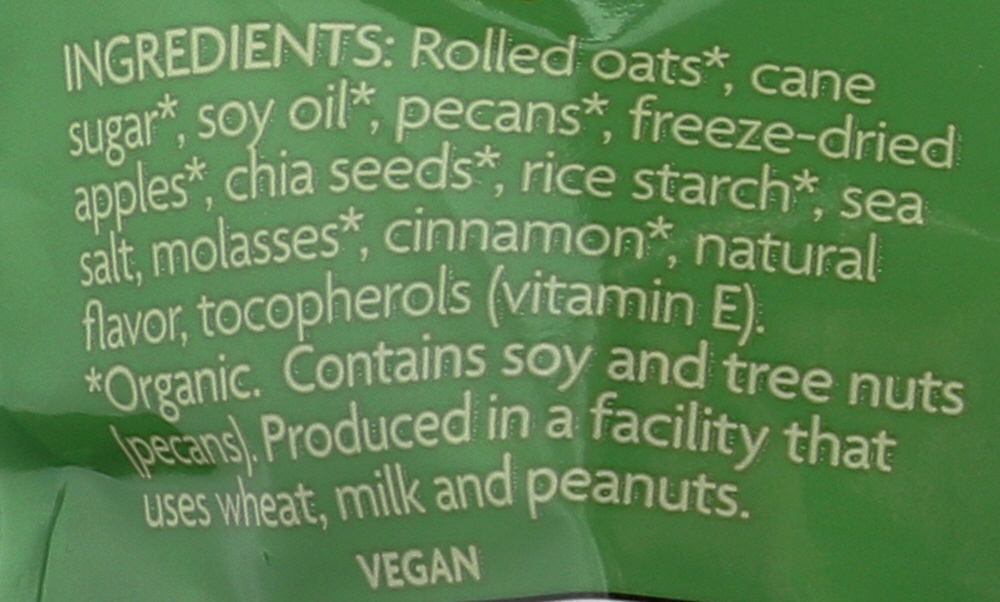 INGREDIENTS: Rolled oats*, cane
sugar*, soy oil*, pecans*, freeze-dried
apples*, chia seeds*, rice starch*, sea
salt, molasses*, cinnamon*, natural
flavor, tocopherols (vitamin E).
*Organic. Contains soy and tree nuts
(pecans). Produced in a facility that
uses wheat, milk and peanuts.
VEGAN